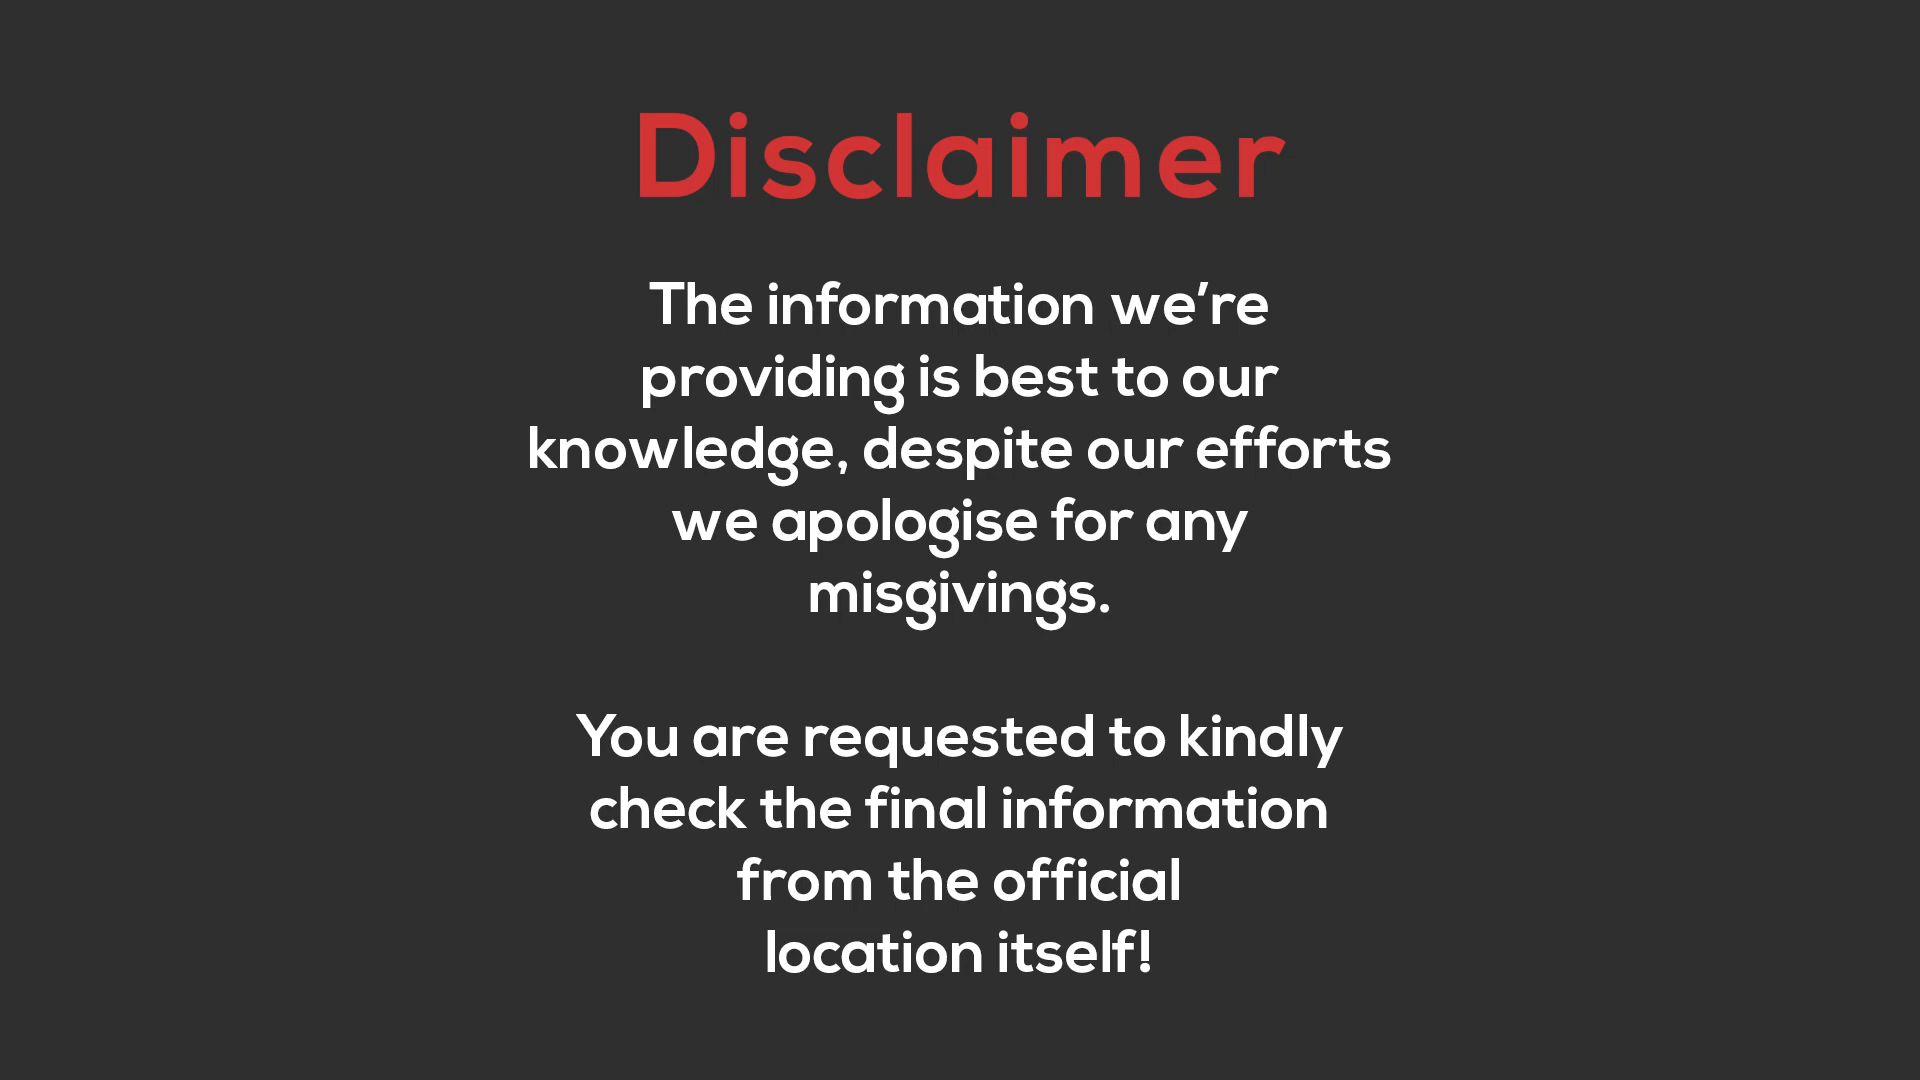 Disclaimer
The information we’re
providing is best to our
knowledge, despite our efforts
we apologise for any
misgivings.
You are requested to kindly
check the final information
from the official
location itself!